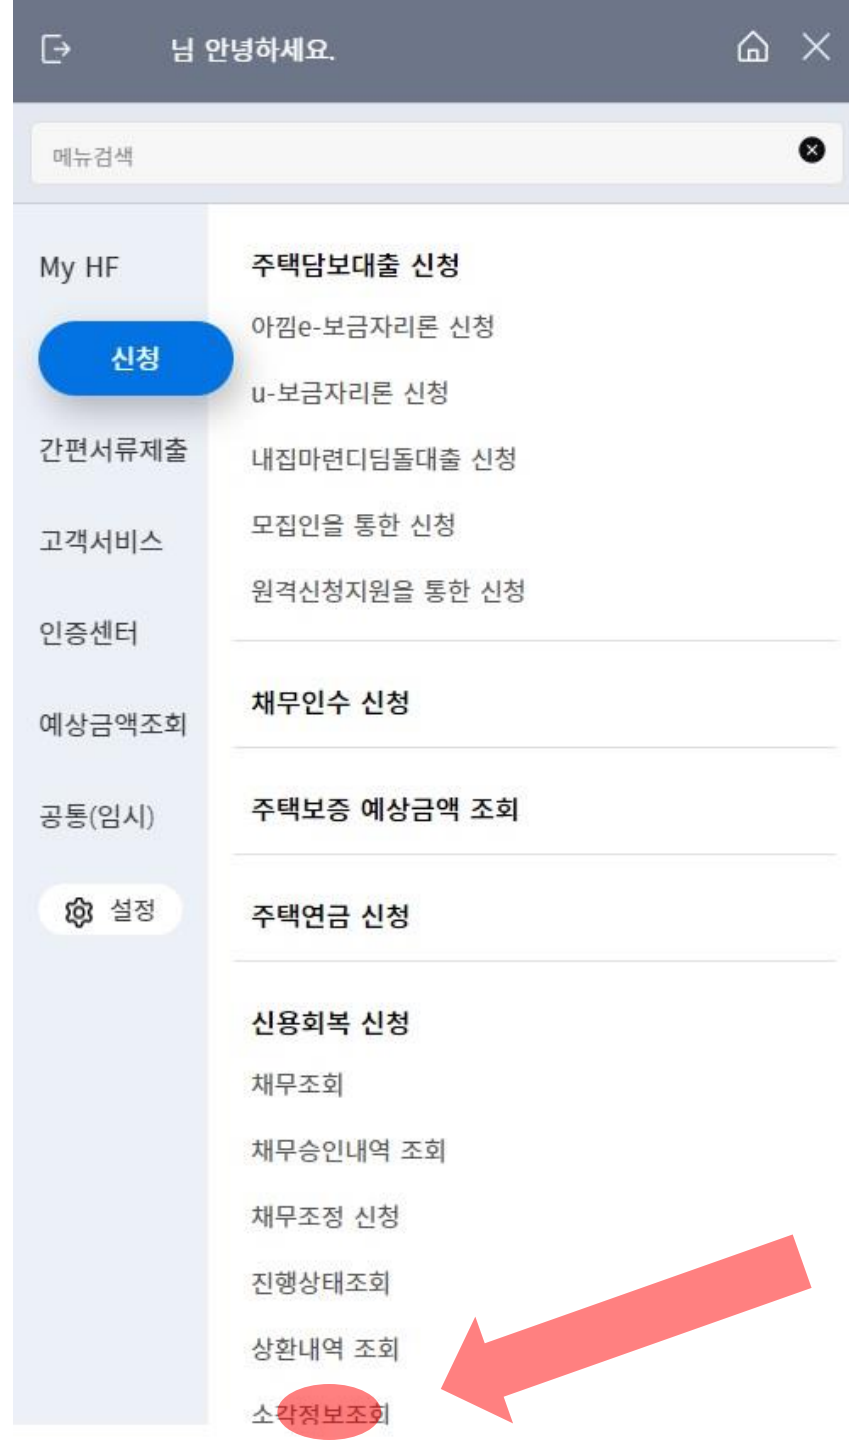 님 안녕하세요.
메뉴검색
My HF
신청
간편서류제출
고객서비스
인증센터
예상금액조회
공통(임시)
설정
주택담보대출 신청
아낌e-보금자리론 신청
u-보금자리론 신청
내집마련디딤돌대출 신청
모집인을 통한 신청
원격신청지원을 통한 신청
채무인수 신청
주택보증 예상금액 조회
주택연금 신청
신용회복 신청
채무조회
채무승인내역 조회
채무조정 신청
진행상태조회
상환내역 조회
소각정보조회